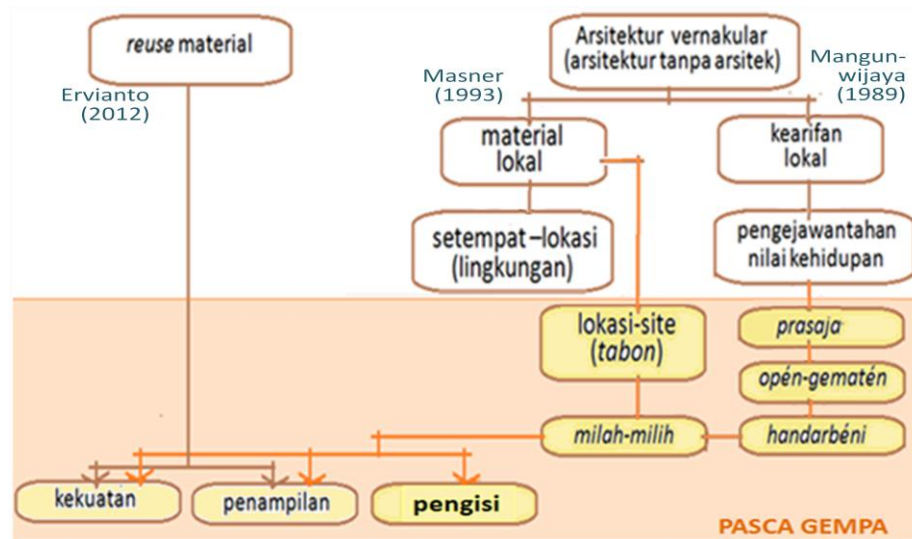 reuse material
Ervianto
(2012)
Arsitektur vernakular
(arsitektur tanpa arsitek)
Masner
(1993)
Mangun-
wijaya
(1989)
material
lokal
kearifan
lokal
setempat–lokasi
(lingkungan)
pengejawantahan
nilai kehidupan
lokasi-site
(tabon)
prasaja
opén-gematén
milah-milih
handarbéni
kekuatan
penampilan
pengisi
PASCA GEMPA